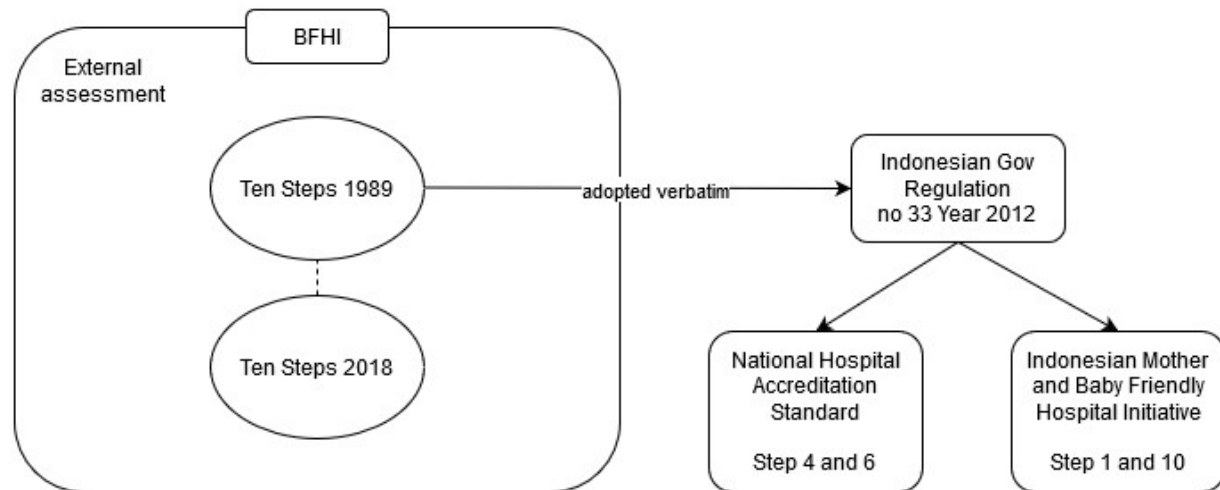 BFHI
External
assessment
Ten Steps 1989
adopted verbatim
Indonesian Gov
Regulation
no 33 Year 2012
Ten Steps 2018
National Hospital
Accreditation
Standard
Step 4 and 6
Indonesian Mother
and Baby Friendly
Hospital Initiative
Step 1 and 10